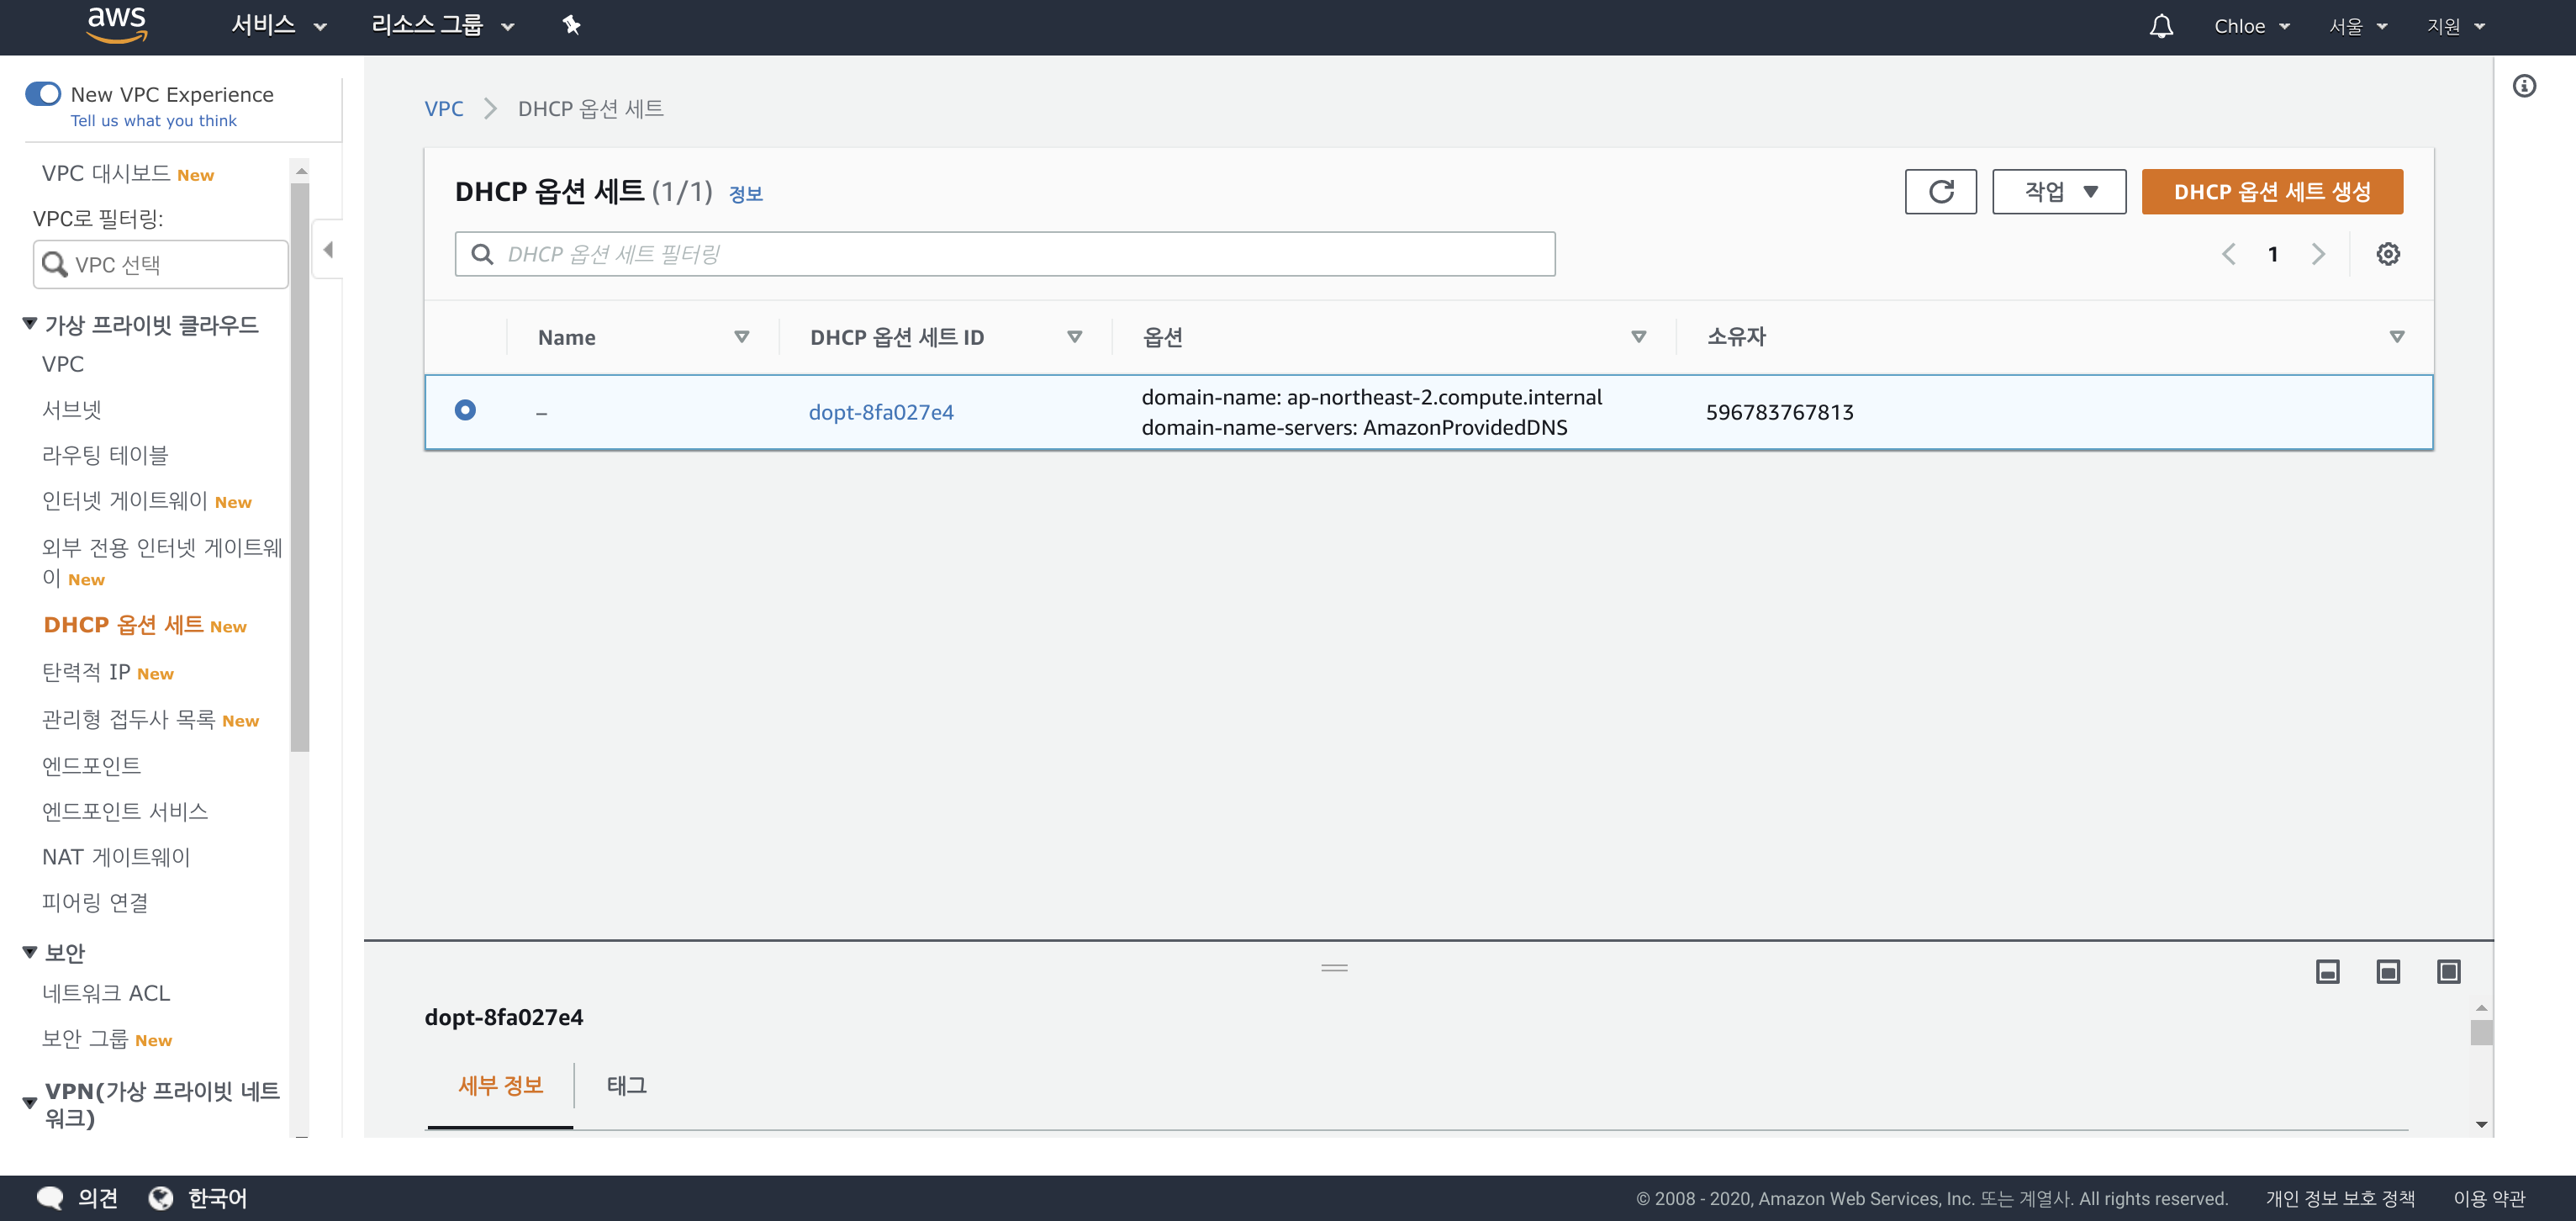 aws 서비스 리소스 그룹 Chloe 서울 지원
New VPC Experience
Tell us what you think
VPC 대시보드 New
VPC로 필터링:
VPC 선택
가상 프라이빗 클라우드
VPC
서브넷
라우팅 테이블
인터넷 게이트웨이 New
외부 전용 인터넷 게이트웨
이 New
DHCP 옵션 세트 New
탄력적 IP New
관리형 접두사 목록 New
엔드포인트
엔드포인트 서비스
NAT 게이트웨이
피어링 연결
보안
네트워크 ACL
보안 그룹 New
VPN(가상 프라이빗 네트
워크)
VPC > DHCP 옵션 세트
DHCP 옵션 세트 (1/1) 정보
작업
DHCP 옵션 세트 생성
DHCP 옵션 세트 필터링
1
Name DHCP 옵션 세트 ID 옵션 소유자
– dopt-8fa027e4 domain-name: ap-northeast-2.compute.internal 596783767813
domain-name-servers: AmazonProvidedDNS
dopt-8fa027e4
세부 정보 태그
의견 한국어 © 2008 - 2020, Amazon Web Services, Inc. 또는 계열사. All rights reserved. 개인 정보 보호 정책 이용 약관